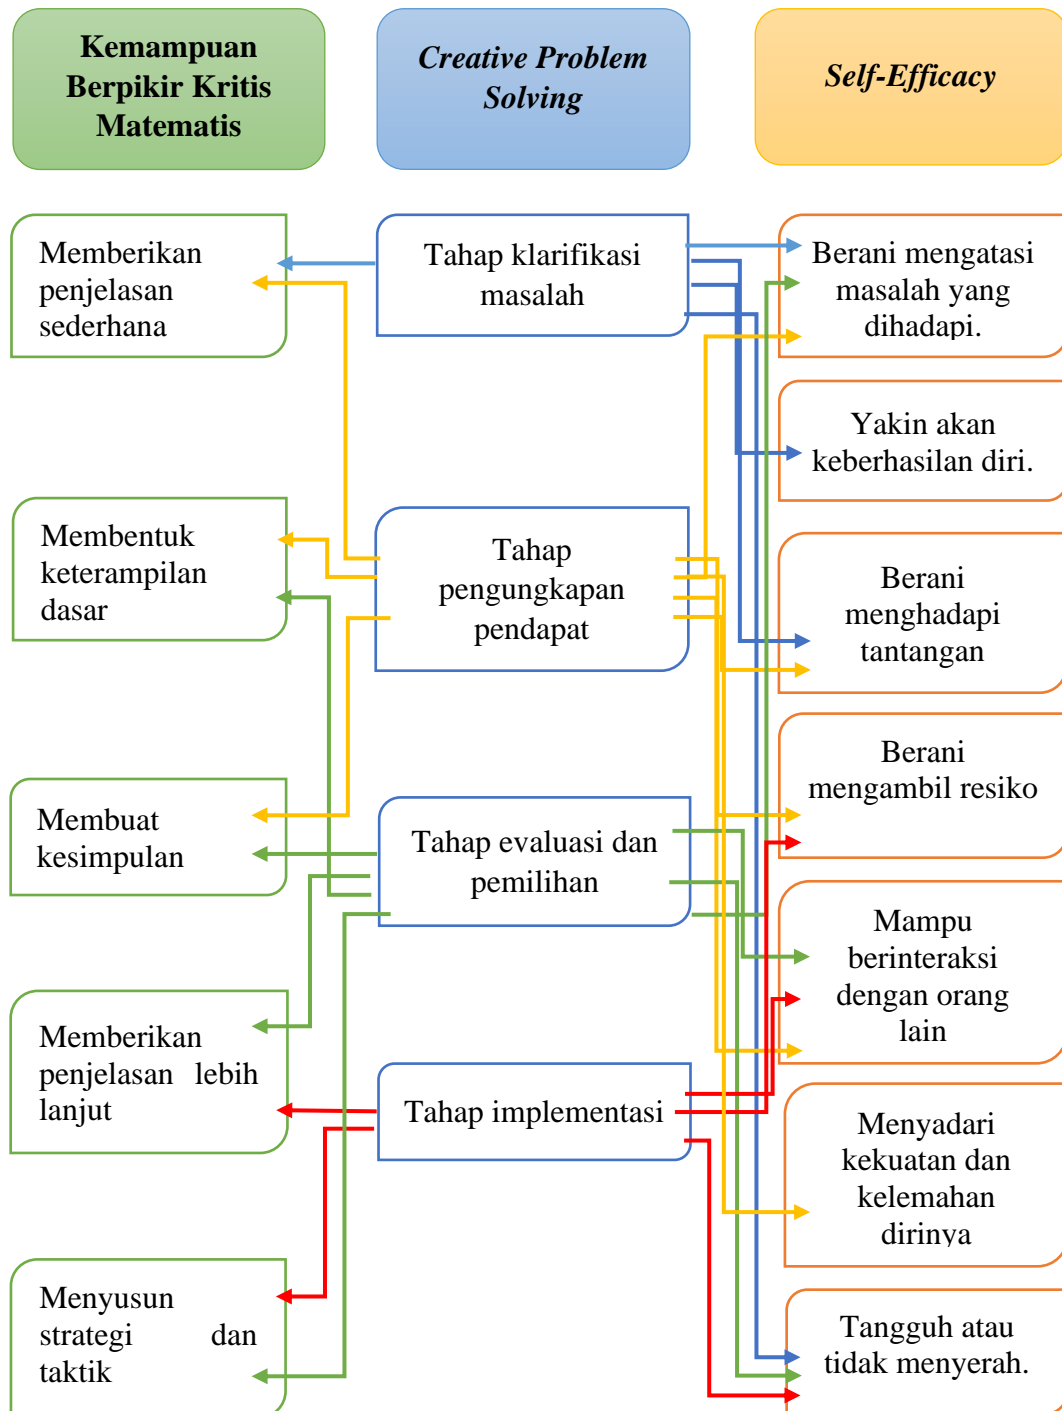 Kemampuan
Berpikir Kritis
Matematis
Creative Problem
Solving
Self-Efficacy
Memberikan
penjelasan
sederhana
Membentuk
keterampilan
dasar
Membuat
kesimpulan
Memberikan
penjelasan lebih
lanjut
Menyusun
strategi dan
taktik
Tahap klarifikasi
masalah
Tahap
pengungkapan
pendapat
Tahap evaluasi dan
pemilihan
Tahap implementasi
Berani mengatasi
masalah yang
dihadapi.
Yakin akan
keberhasilan diri.
Berani
menghadapi
tantangan
Berani
mengambil resiko
Mampu
berinteraksi
dengan orang
lain
Menyadari
kekuatan dan
kelemahan
dirinya
Tangguh atau
tidak menyerah.